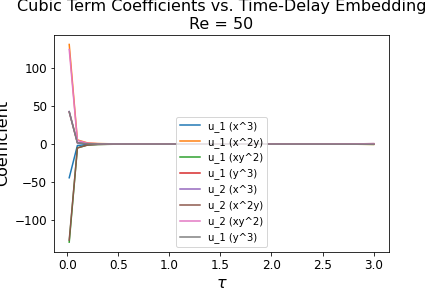 Cubic Term Coefficients vs. Time-Delay Embedding
Re = 50
Coefficient
100
50
0
−50
−100
u_1 (x^3)
u_1 (x^2y)
u_1 (xy^2)
u_1 (y^3)
u_2 (x^3)
u_2 (x^2y)
u_2 (xy^2)
u_1 (y^3)
0.0 0.5 1.0 1.5 2.0 2.5 3.0
τ